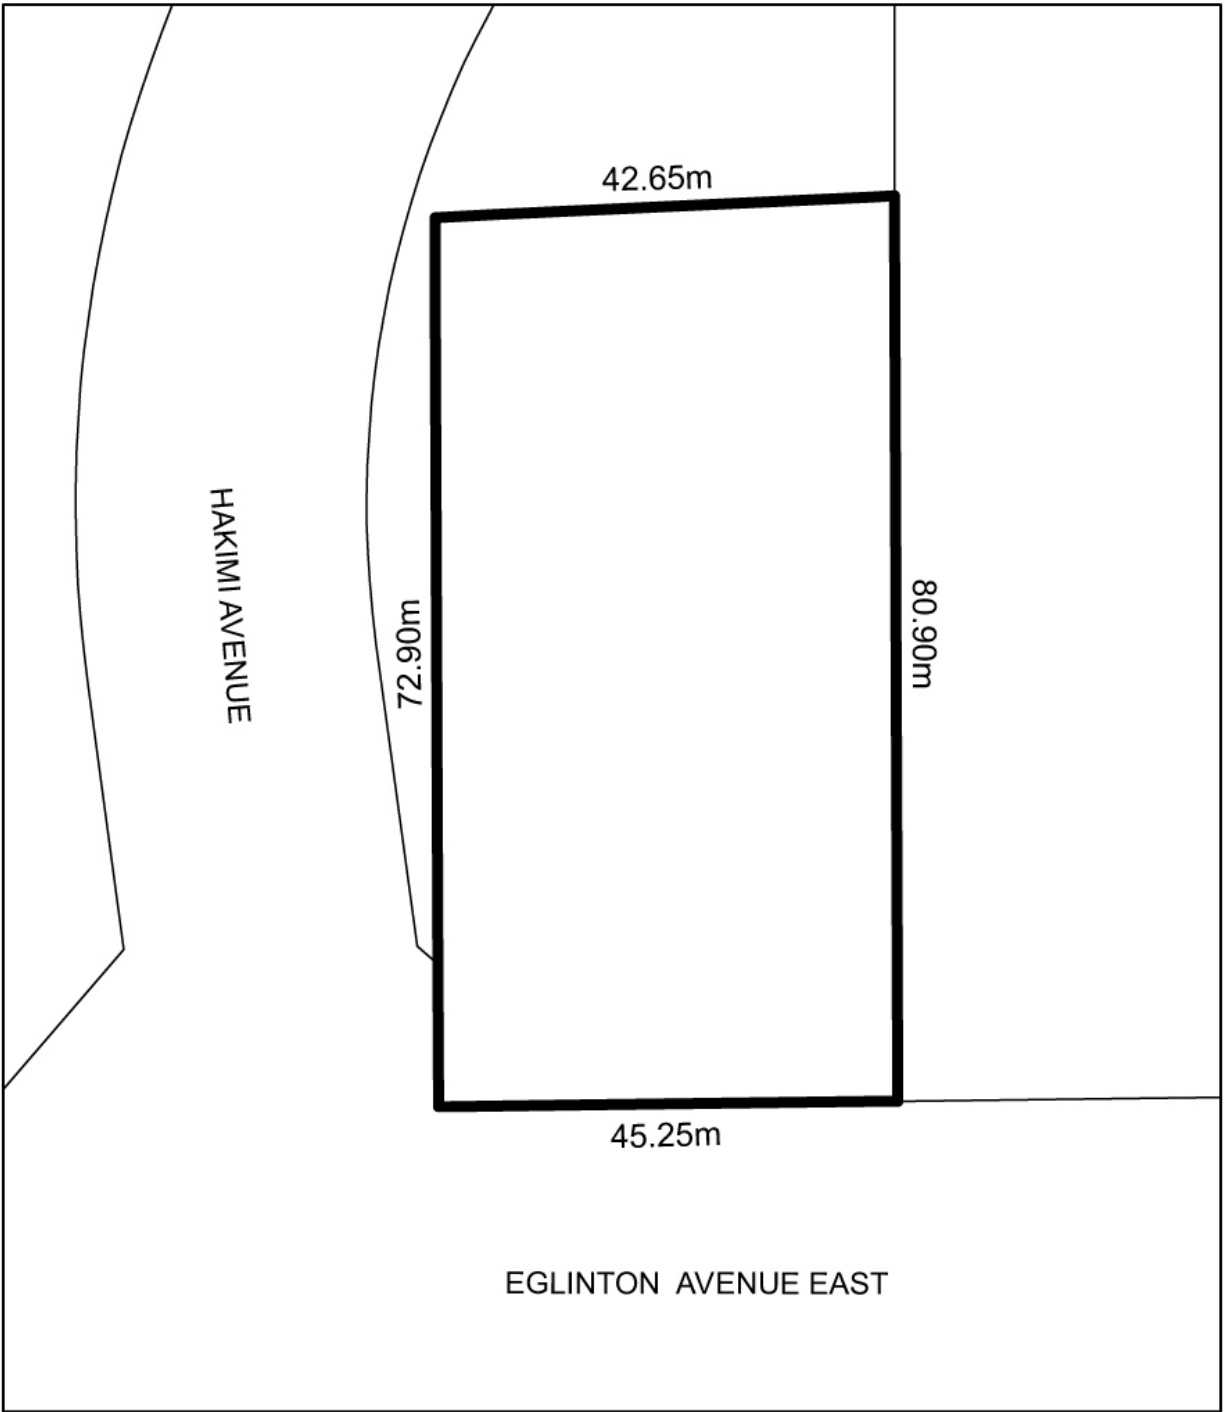 42.65m
HAKIMI AVENUE
72.90m
80.90m
45.25m
EGLINTON AVENUE EAST